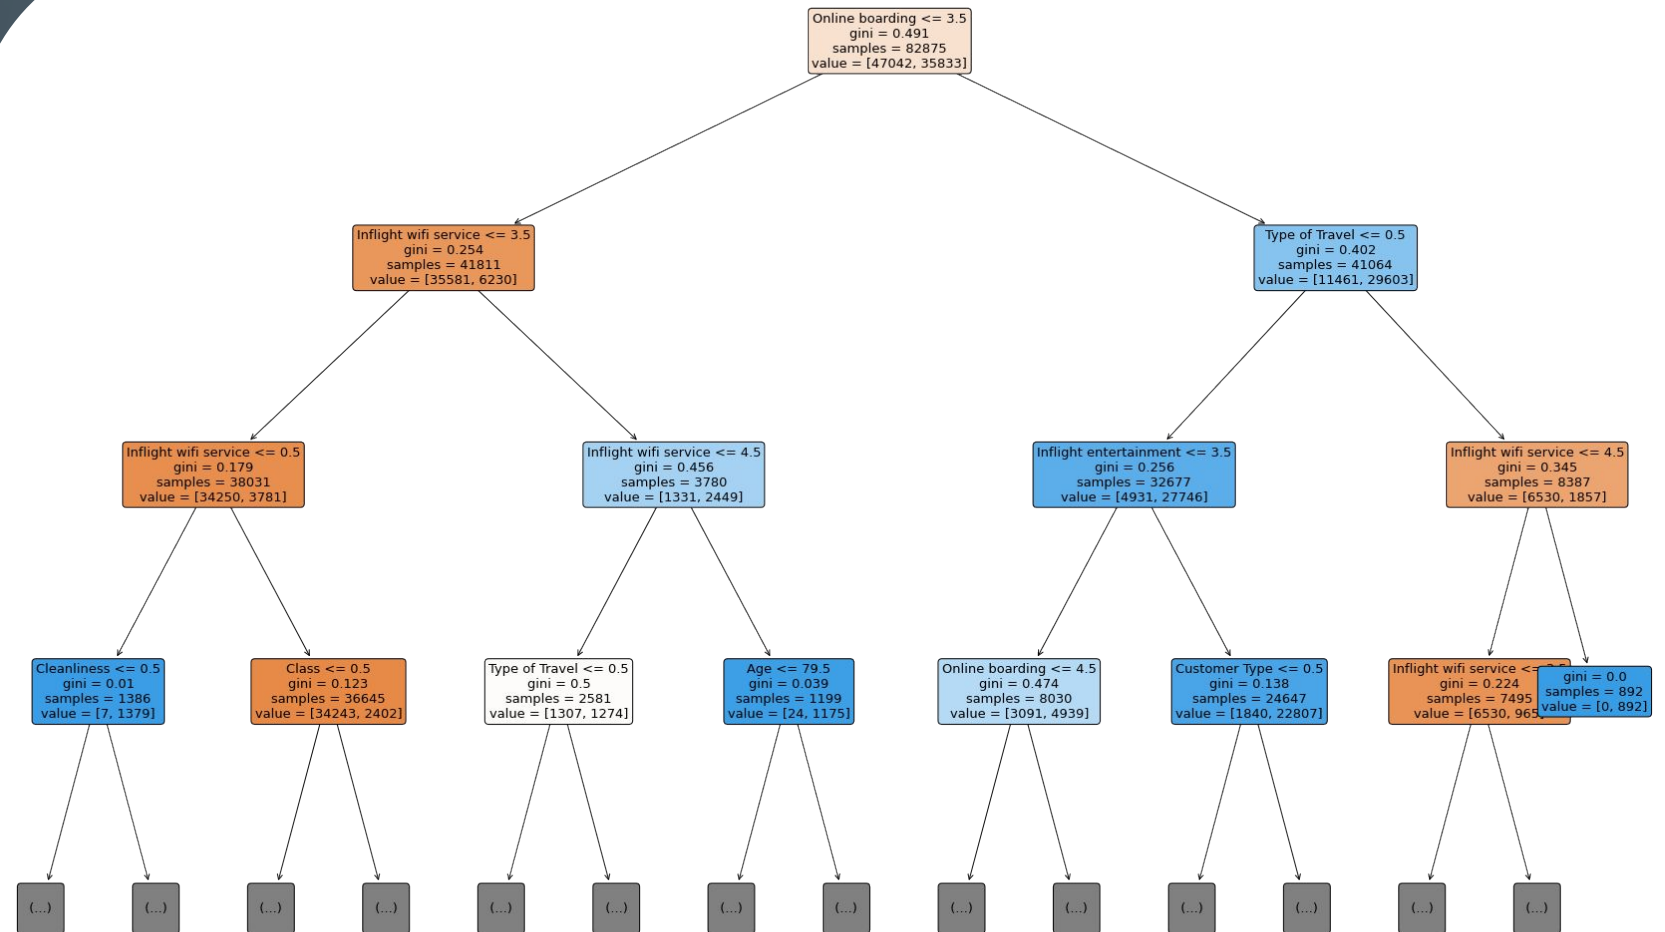 Online boarding <= 3.5
gini = 0.491
samples = 82875
value = [47042, 35833]
Inflight wifi service <= 3.5
gini = 0.254
samples = 41811
value = [35581, 6230]
Type of Travel <= 0.5
gini = 0.402
samples = 41064
value = [11461, 29603]
Inflight wifi service <= 0.5
gini = 0.179
samples = 38031
value = [34250, 3781]
Inflight wifi service <= 4.5
gini = 0.456
samples = 3780
value = [1331, 2449]
Inflight entertainment <= 3.5
gini = 0.256
samples = 32677
value = [4931, 27746]
Inflight wifi service <= 4.5
gini = 0.345
samples = 8387
value = [6530, 1857]
Cleanliness <= 0.5
gini = 0.01
samples = 1386
value = [7, 1379]
Class <= 0.5
gini = 0.123
samples = 36645
value = [34243, 2402]
Type of Travel <= 0.5
gini = 0.5
samples = 2581
value = [1307, 1274]
Age <= 79.5
gini = 0.039
samples = 1199
value = [24, 1175]
Online boarding <= 4.5
gini = 0.474
samples = 8030
value = [3091, 4939]
Customer Type <= 0.5
gini = 0.138
samples = 24647
value = [1840, 22807]
Inflight wifi service <=
gini = 0.224
samples = 7495
value = [6530, 965]
gini = 0.0
samples = 892
value = [0, 892]
(...)
(...)
(...)
(...)
(...)
(...)
(...)
(...)
(...)
(...)
(...)
(...)
(...)
(...)